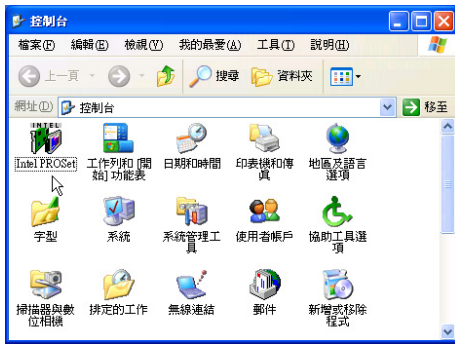 控制台
檔案(F) 編輯(E) 檢視(V) 我的最愛(A) 工具(T) 說明(H)
上一頁 搜尋 資料夾
網址(D) 控制台 移至
INTEL
Intel PROSet 工作列和 [開始] 功能表 日期和時間 印表機和傳真 地區及語言選項
字型 系統 系統管理工具 使用者帳戶 協助工具選項
掃描器與數位相機 排定的工作 無線連結 郵件 新增或移除程式